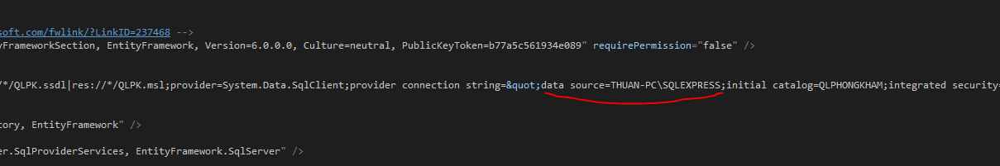 soft.com/fwlink/?LinkID=237468 -->
yFrameworkSection, EntityFramework, Version=6.0.0.0, Culture=neutral, PublicKeyToken=b77a5c561934e089" requirePermission="false" />
/*/QLPK.ssdl|res://*/QLPK.msl;provider=System.Data.SqlClient;provider connection string=&quot;data source=THUAN-PC\SQLEXPRESS;initial catalog=QLPHONGKHAM;integrated security=
tory, EntityFramework" />
er.SqlProviderServices, EntityFramework.SqlServer" />